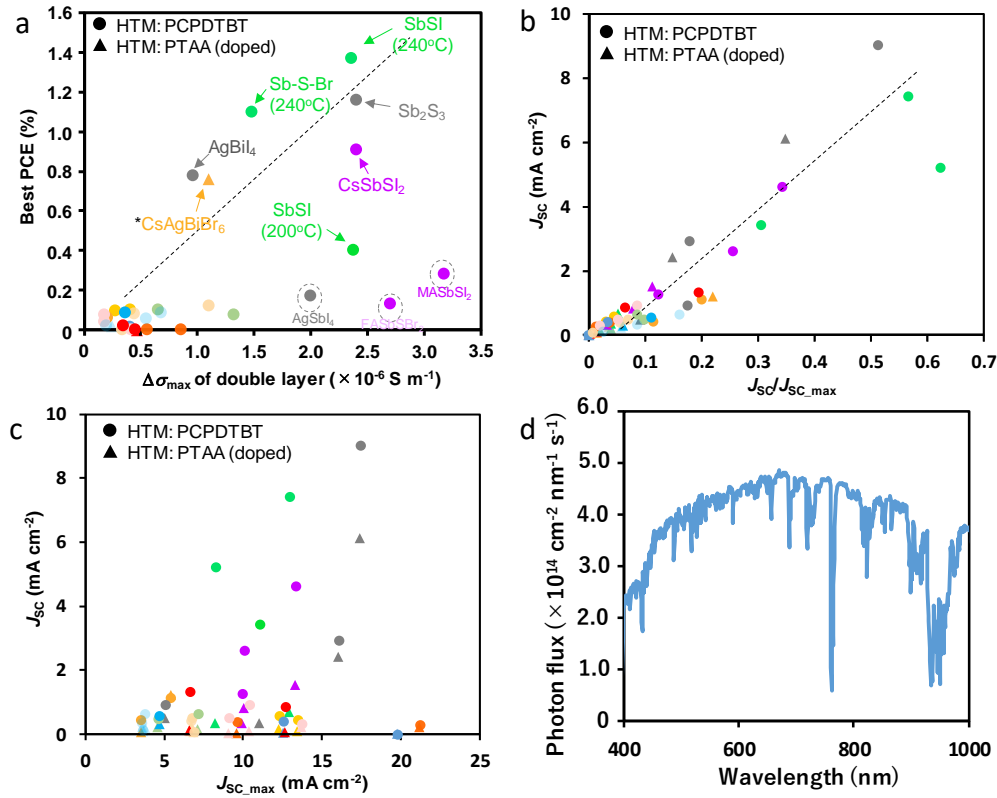 a
HTM: PCPDTBT
HTM: PTAA (doped)
SbSI
(240°C)
Sb-S-Br
(240°C)
Sb2S3
AgBiI4
CsSbSI2
*CsAgBiBr6
SbSI
(200°C)
MASbSI2
AgSbI4
1.6
1.4
1.2
1.0
0.8
0.6
0.4
0.2
0
Best PCE (%)
0 0.5 1.0 1.5 2.0 2.5 3.0 3.5
Δσmax of double layer (×10-6 S m-1)
b
HTM: PCPDTBT
HTM: PTAA (doped)
10
8
6
4
2
0
JSC (mA cm-2)
0 0.1 0.2 0.3 0.4 0.5 0.6 0.7
JSC/JSC_max
c
HTM: PCPDTBT
HTM: PTAA (doped)
10
8
6
4
2
0
JSC (mA cm-2)
0 5 10 15 20 25
JSC_max (mA cm-2)
d
6.0
5.0
4.0
3.0
2.0
1.0
0
Photon flux (×1014 cm-2 nm-1 s-1)
400 600 800 1000
Wavelength (nm)